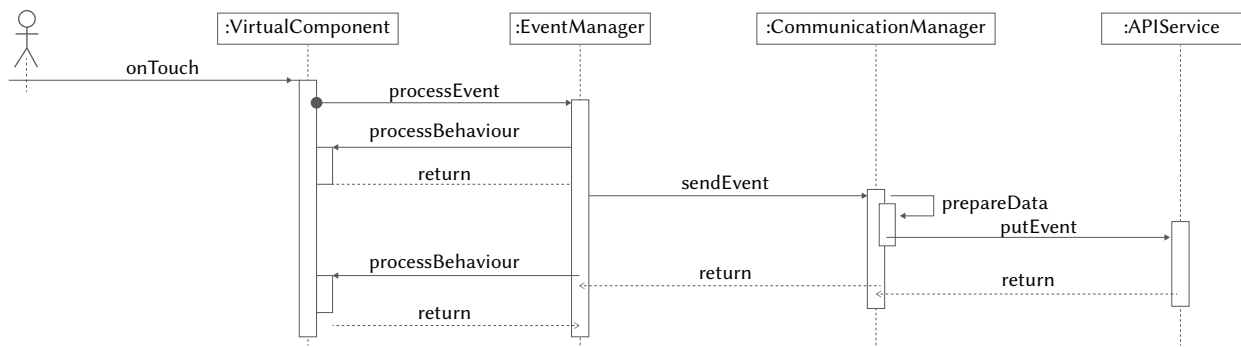 :VirtualComponent
:EventManager
:CommunicationManager
:APIService
onTouch
processEvent
processBehaviour
return
sendEvent
prepareData
putEvent
processBehaviour
return
return
return